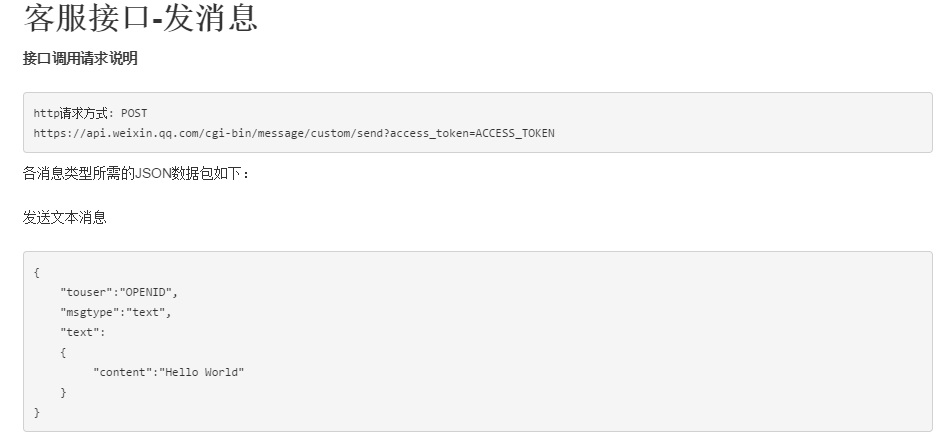 客服接口-发消息
接口调用请求说明
http请求方式: POST
https://api.weixin.qq.com/cgi-bin/message/custom/send?access_token=ACCESS_TOKEN
各消息类型所需的JSON数据包如下：
发送文本消息
{
    "touser":"OPENID",
    "msgtype":"text",
    "text":
    {
         "content":"Hello World"
    }
}